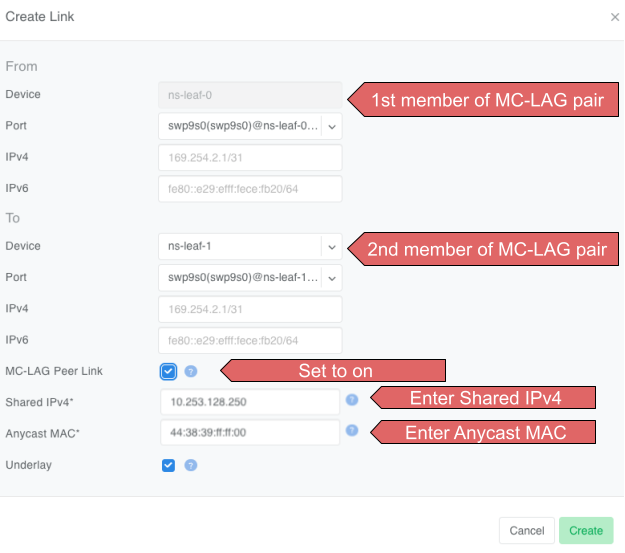 Create Link ×
From
Device ns-leaf-0 1st member of MC-LAG pair
Port swp9s0(swp9s0)@ns-leaf-0...
IPv4 169.254.2.1/31
IPv6 fe80::e29:efff:fece:fb20/64
To
Device ns-leaf-1 2nd member of MC-LAG pair
Port swp9s0(swp9s0)@ns-leaf-1...
IPv4 169.254.2.1/31
IPv6 fe80::e29:efff:fece:fb20/64
MC-LAG Peer Link ? Set to on
Shared IPv4* 10.253.128.250 ? Enter Shared IPv4
Anycast MAC* 44:38:39:ff:ff:00 ? Enter Anycast MAC
Underlay ?
Cancel Create